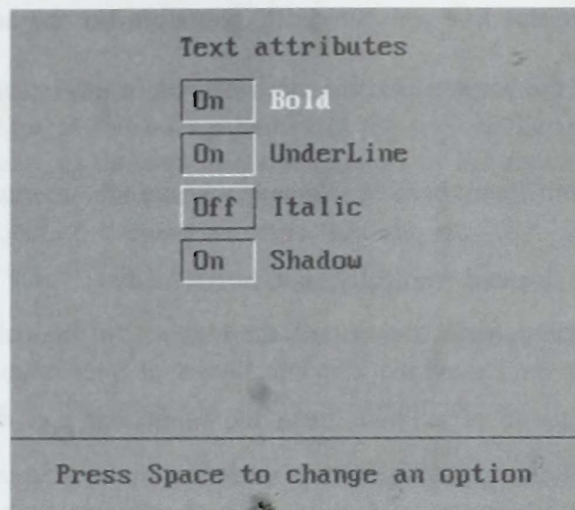 Text attributes
On Bold
On UnderLine
Off Italic
On Shadow
Press Space to change an option